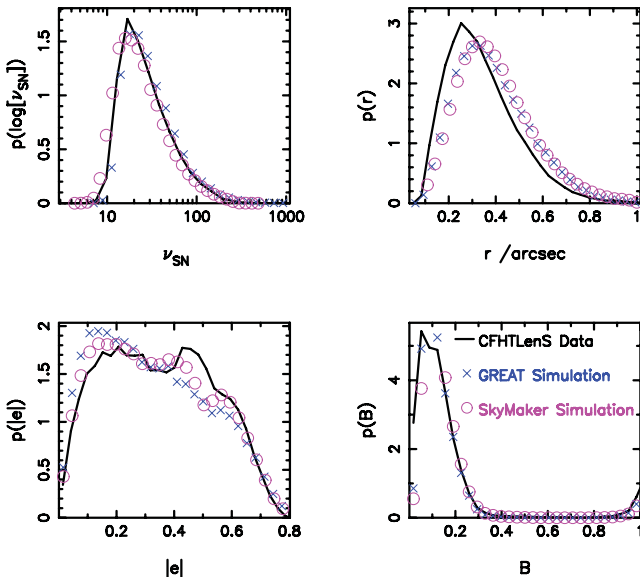 p(log[νSN])
0 0.5 1 1.5
10 100 1000
νSN
p(r)
0 1 2 3
0.2 0.4 0.6 0.8 1
r /arcsec
p(|e|)
0 0.5 1 1.5 2
0.2 0.4 0.6 0.8
|e|
p(B)
0 2 4
0 0.2 0.4 0.6 0.8 1
B
CFHTLenS Data
GREAT Simulation
SkyMaker Simulation